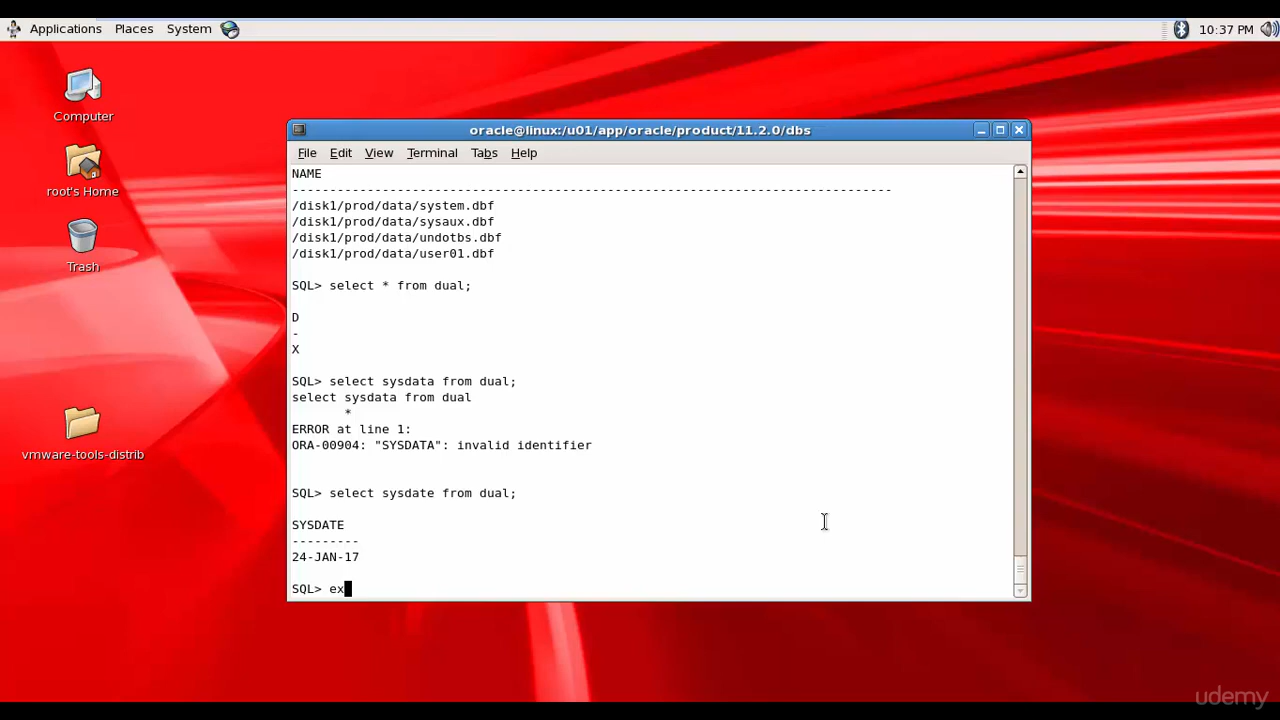 Applications Places System 10:37 PM
Computer
root's Home
Trash
vmware-tools-distrib
oracle@linux:/u01/app/oracle/product/11.2.0/dbs
File Edit View Terminal Tabs Help
NAME
--------------------------------------------------------------------------------
/disk1/prod/data/system.dbf
/disk1/prod/data/sysaux.dbf
/disk1/prod/data/undotbs.dbf
/disk1/prod/data/user01.dbf
SQL> select * from dual;
D
-
X
SQL> select sysdata from dual;
select sysdata from dual
*
ERROR at line 1:
ORA-00904: "SYSDATA": invalid identifier
SQL> select sysdate from dual;
SYSDATE
---------
24-JAN-17
SQL> ex
udemy